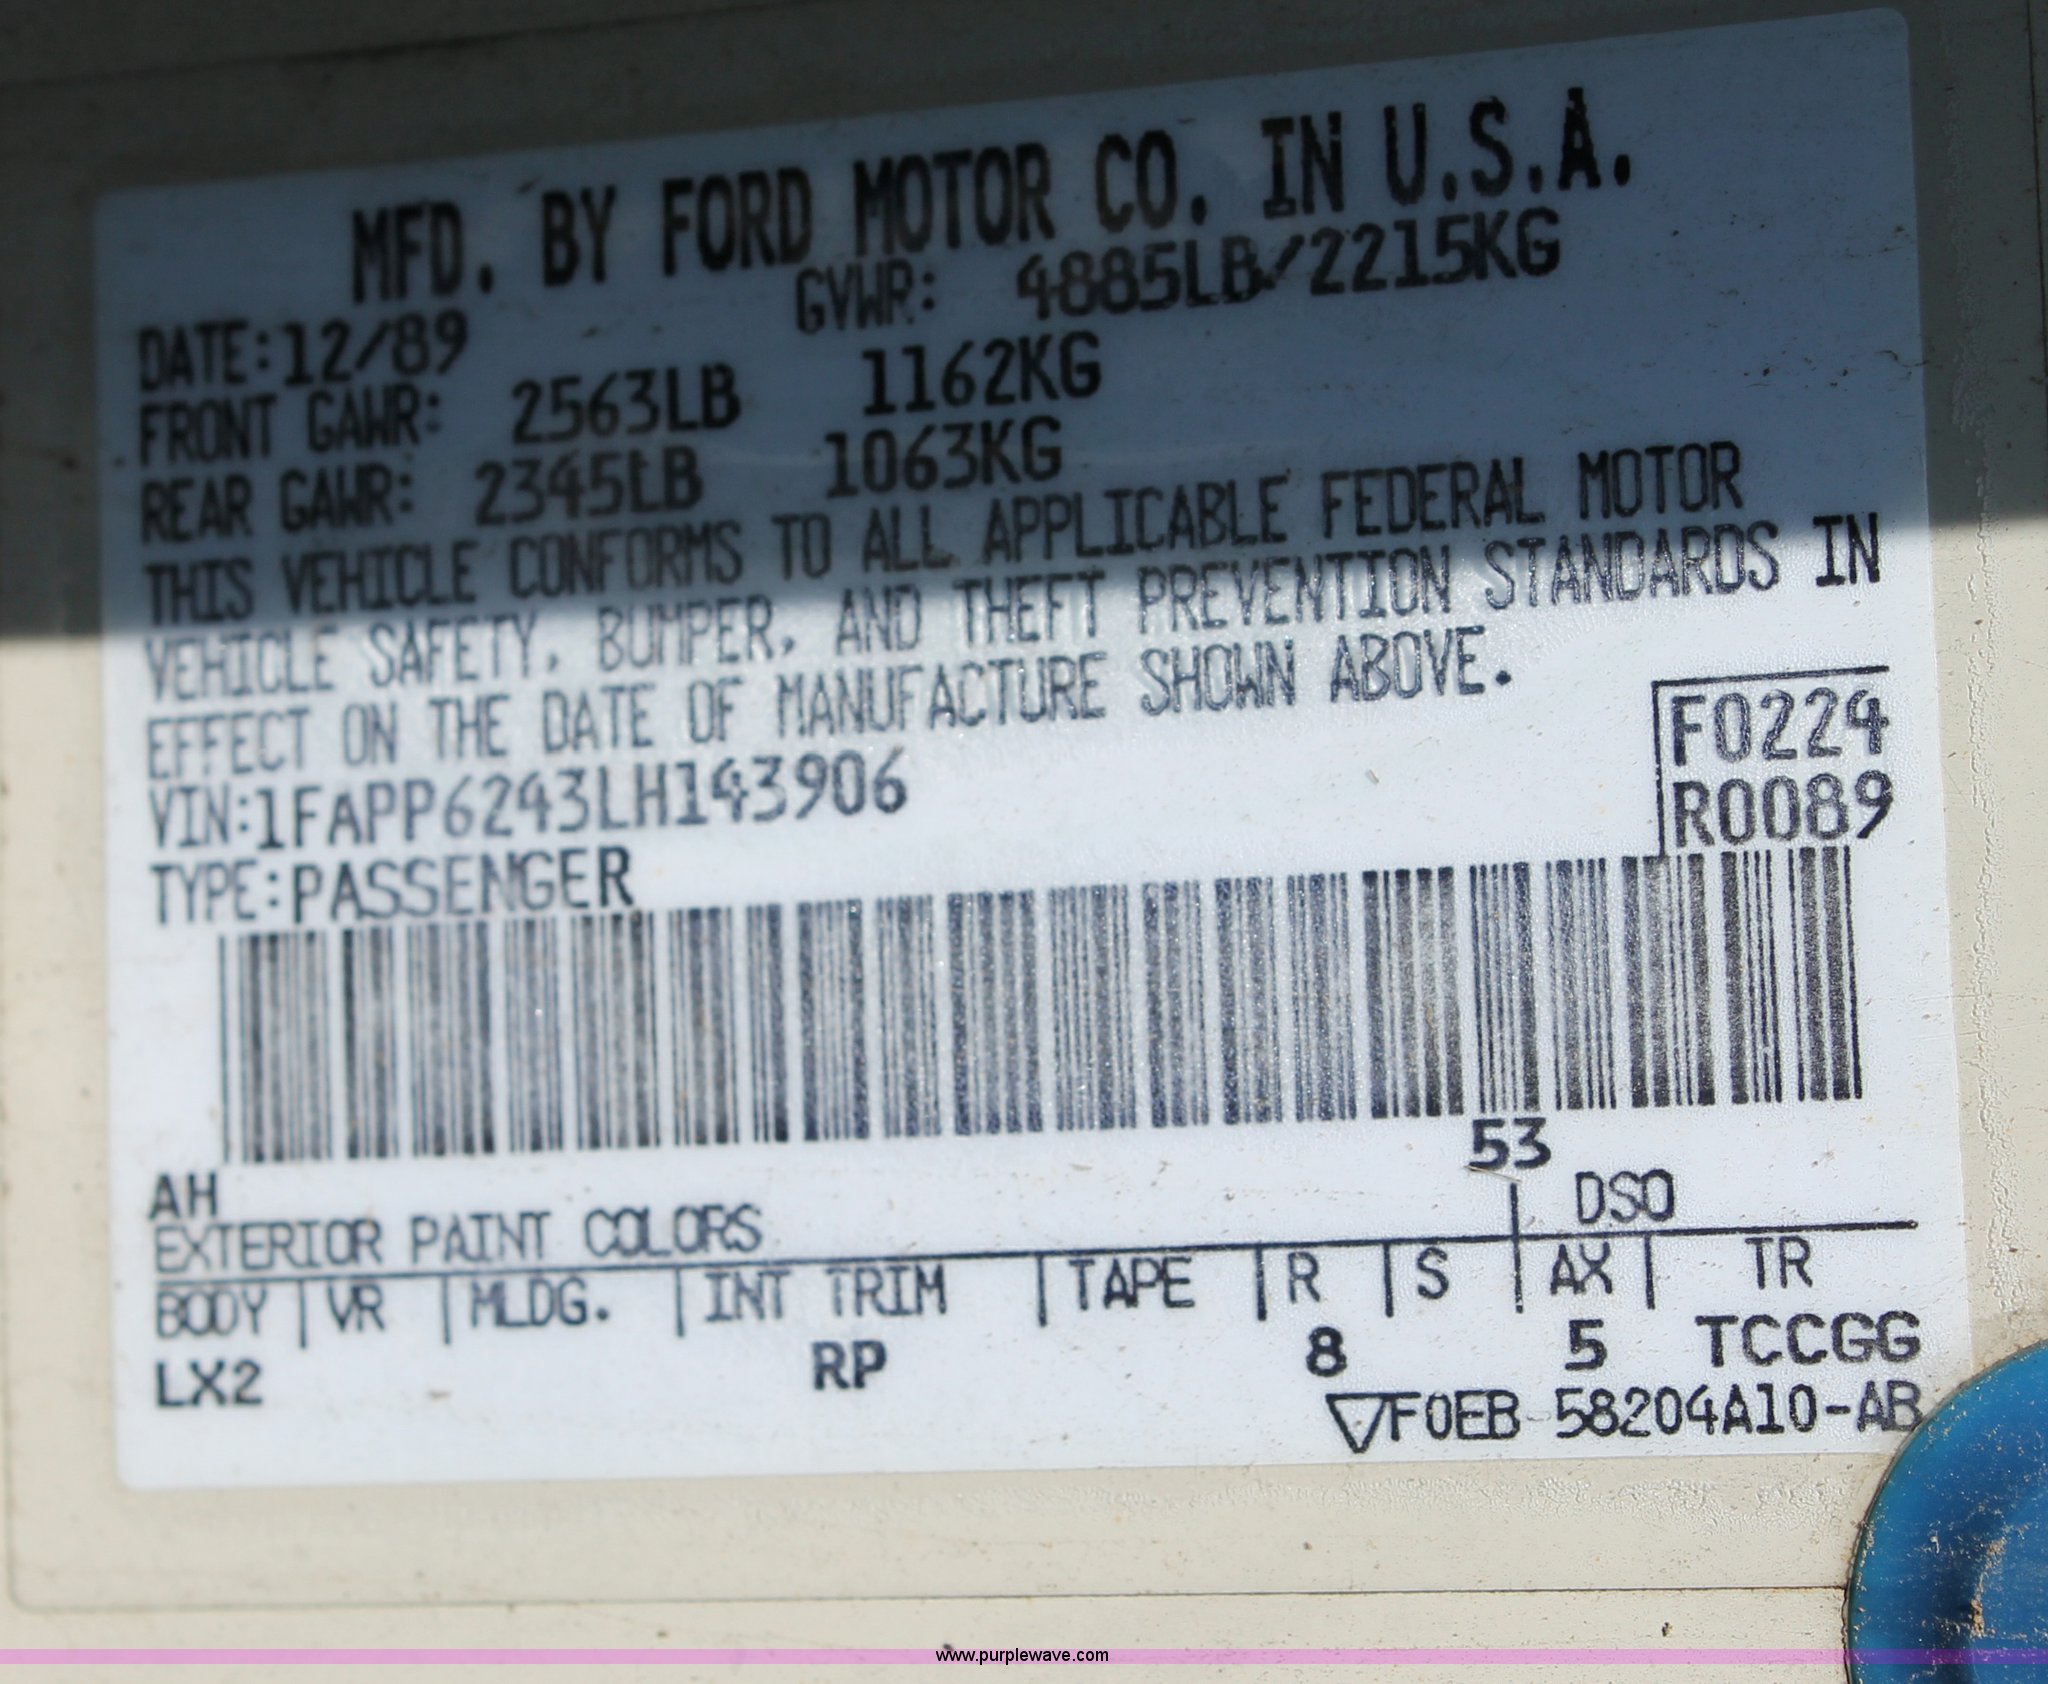 MFD. BY FORD MOTOR CO. IN U.S.A.
DATE:12/89 GVWR: 4885LB/2215KG
FRONT GAWR: 2563LB 1162KG
REAR GAWR: 2345LB 1063KG
THIS VEHICLE CONFORMS TO ALL APPLICABLE FEDERAL MOTOR
VEHICLE SAFETY, BUMPER, AND THEFT PREVENTION STANDARDS IN
EFFECT ON THE DATE OF MANUFACTURE SHOWN ABOVE.
VIN:1FAPP6243LH143906
F0224
TYPE:PASSENGER
R0089
53
AH
EXTERIOR PAINT COLORS DSO
BODY VR MLDG. INT TRIM TAPE R S AX TR
LX2 RP 8 5 TCCGG
▽F0EB 58204A10-AB
www.purplewave.com